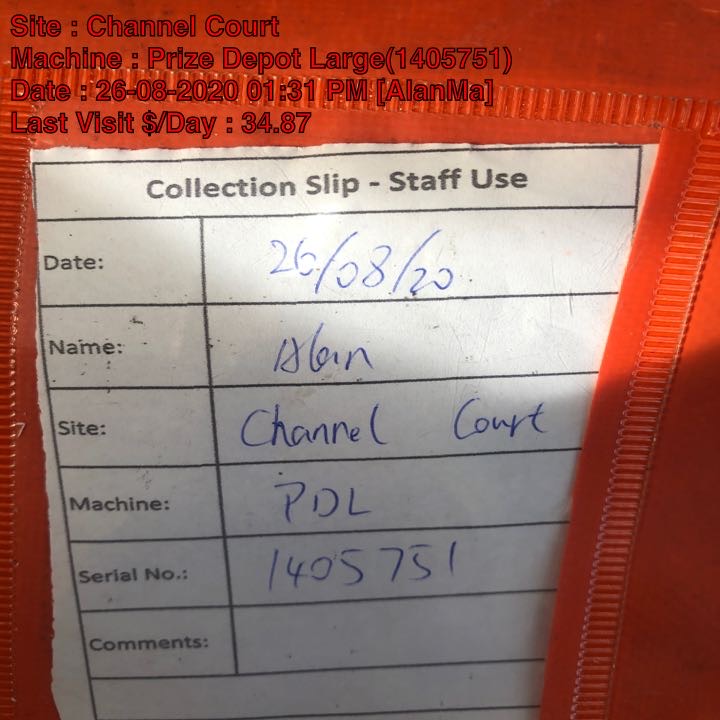 Site : Channel Court
Machine : Prize Depot Large(1405751)
Date : 26-08-2020 01:31 PM [AlanMa]
Last Visit $/Day : 34.87
Collection Slip - Staff Use
Date: 26/08/20
Name: Alan
Site: Channel Court
Machine: PDL
Serial No.: 1405751
Comments: